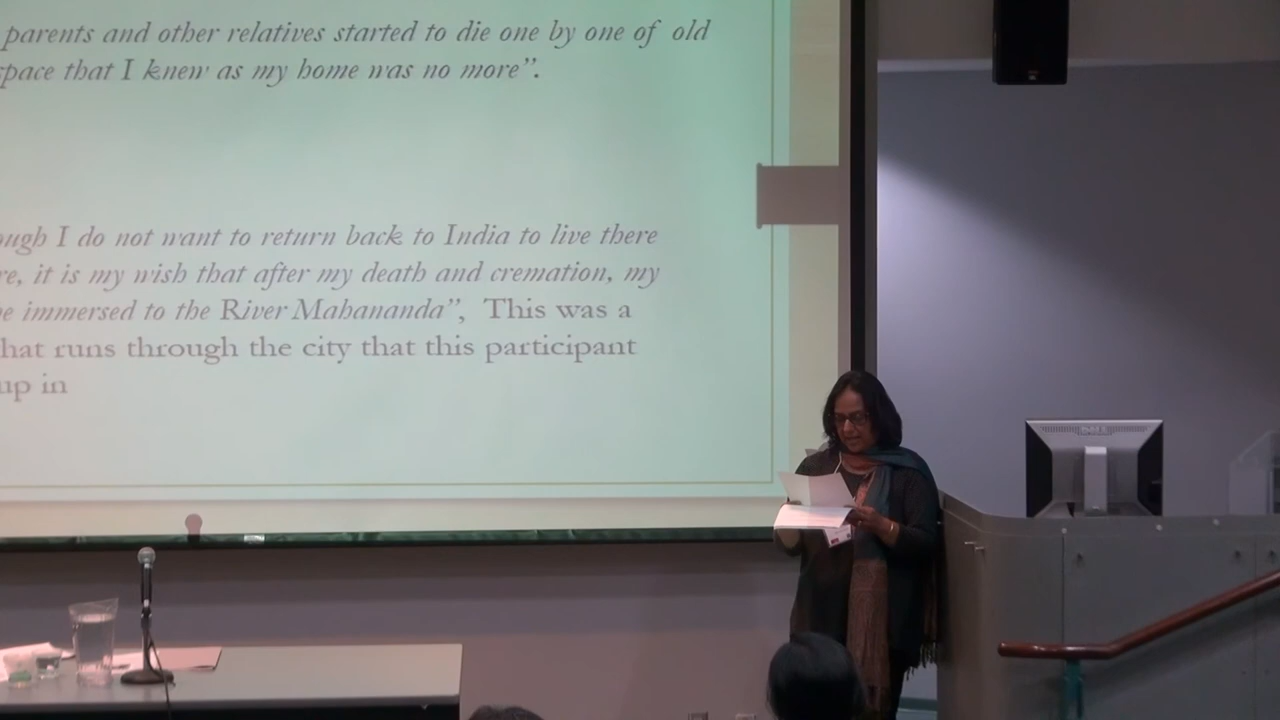 parents and other relatives started to die one by one of old
space that I knew as my home was no more”.
ough I do not want to return back to India to live there
re, it is my wish that after my death and cremation, my
be immersed to the River Mahananda”, This was a
hat runs through the city that this participant
up in
DELL